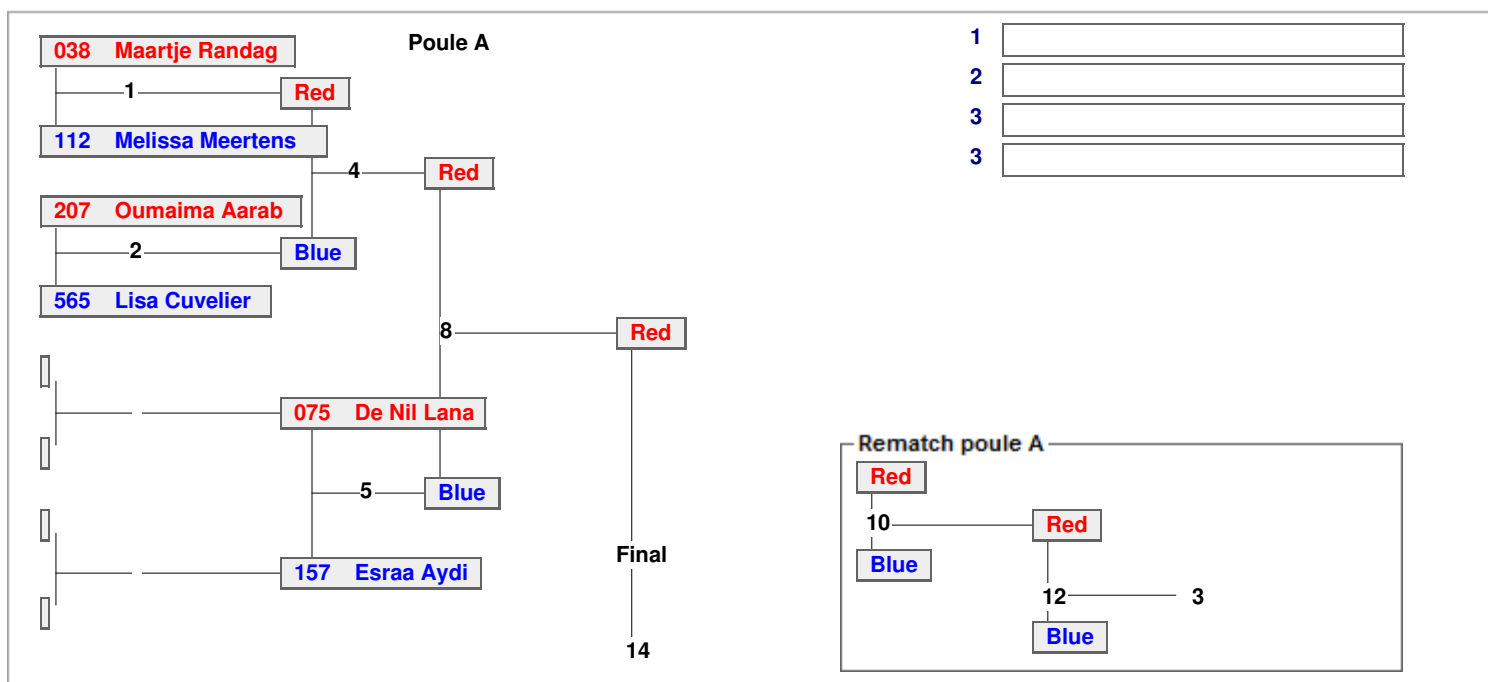 038 Maartje Randag
Poule A
1
1
Red
2
112 Melissa Meertens
3
4
Red
3
207 Oumaima Aarab
2
Blue
565 Lisa Cuvelier
8
Red
075 De Nil Lana
5
Blue
157 Esraa Aydi
Final
14
Rematch poule A
Red
10
Red
Blue
12
3
Blue